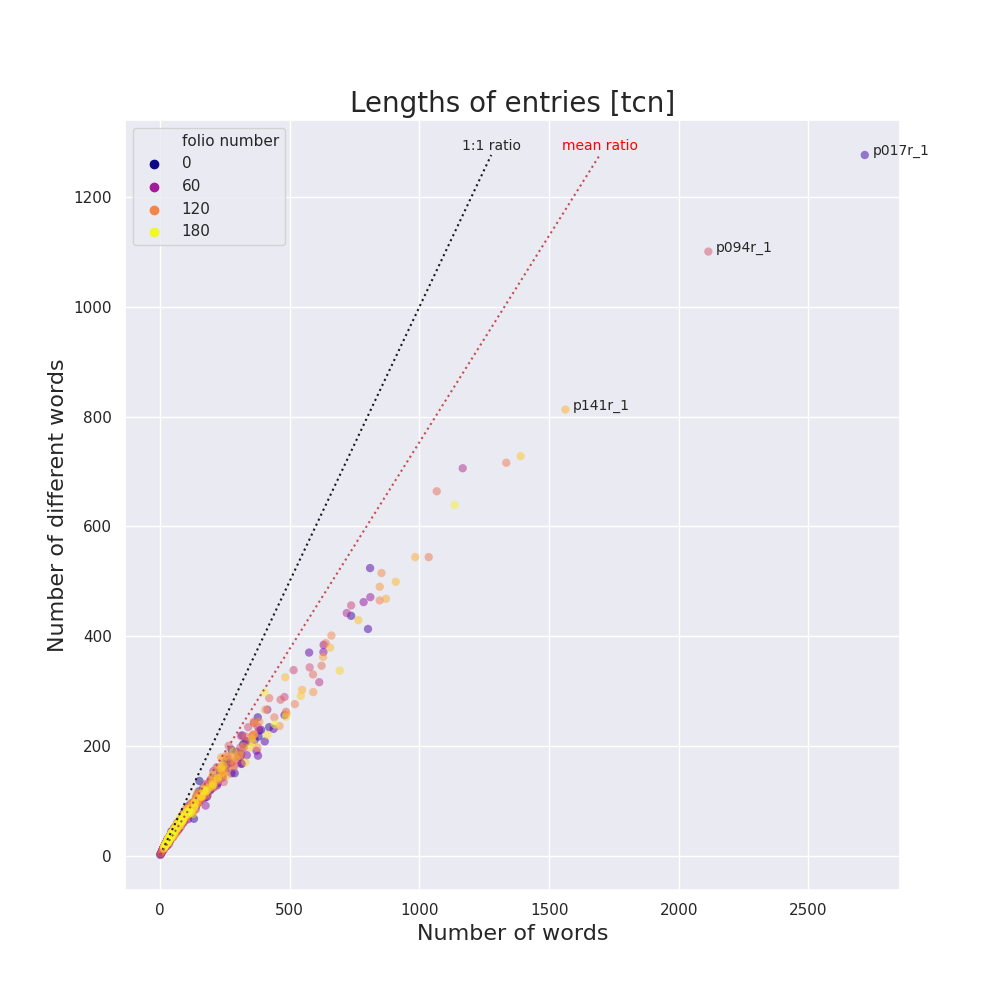 Lengths of entries [tcn]
folio number
0
60
120
180
1:1 ratio
mean ratio
p017r_1
p094r_1
p141r_1
1200
1000
800
600
400
200
0
Number of different words
0
500
1000
1500
2000
2500
Number of words